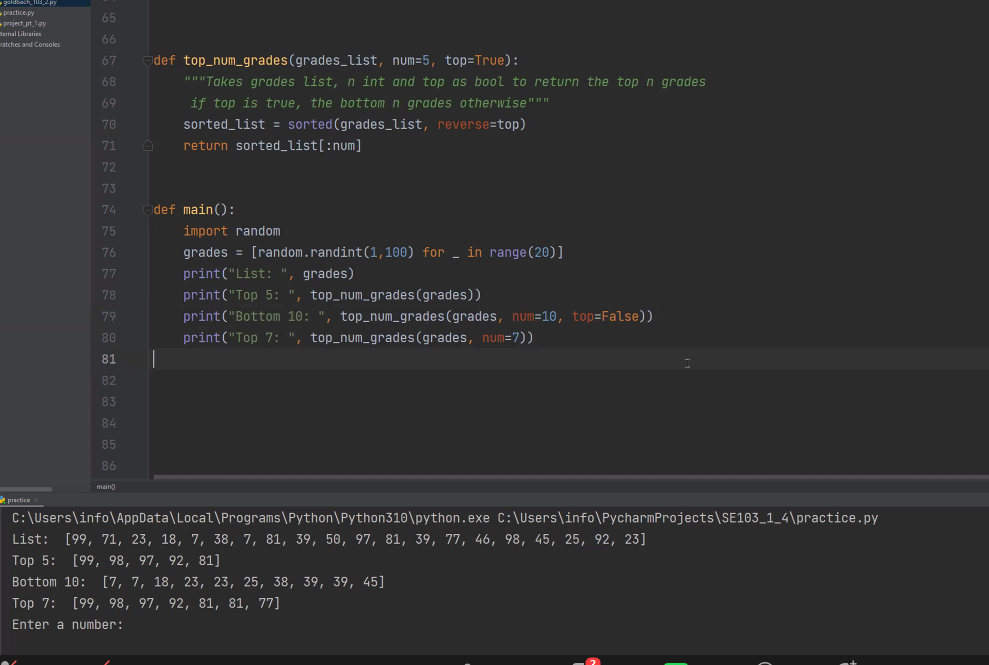 goldbach_103_2.py
practice.py
project_pt_1.py
ternal Libraries
ratches and Consoles
65
66
67 def top_num_grades(grades_list, num=5, top=True):
68 """Takes grades list, n int and top as bool to return the top n grades
69 if top is true, the bottom n grades otherwise"""
70 sorted_list = sorted(grades_list, reverse=top)
71 return sorted_list[:num]
72
73
74 def main():
75 import random
76 grades = [random.randint(1,100) for _ in range(20)]
77 print("List: ", grades)
78 print("Top 5: ", top_num_grades(grades))
79 print("Bottom 10: ", top_num_grades(grades, num=10, top=False))
80 print("Top 7: ", top_num_grades(grades, num=7))
81
82
83
84
85
86
main()
practice
C:\Users\info\AppData\Local\Programs\Python\Python310\python.exe C:\Users\info\PycharmProjects\SE103_1_4\practice.py
List:  [99, 71, 23, 18, 7, 38, 7, 81, 39, 50, 97, 81, 39, 77, 46, 98, 45, 25, 92, 23]
Top 5:  [99, 98, 97, 92, 81]
Bottom 10:  [7, 7, 18, 23, 23, 25, 38, 39, 39, 45]
Top 7:  [99, 98, 97, 92, 81, 81, 77]
Enter a number:
2